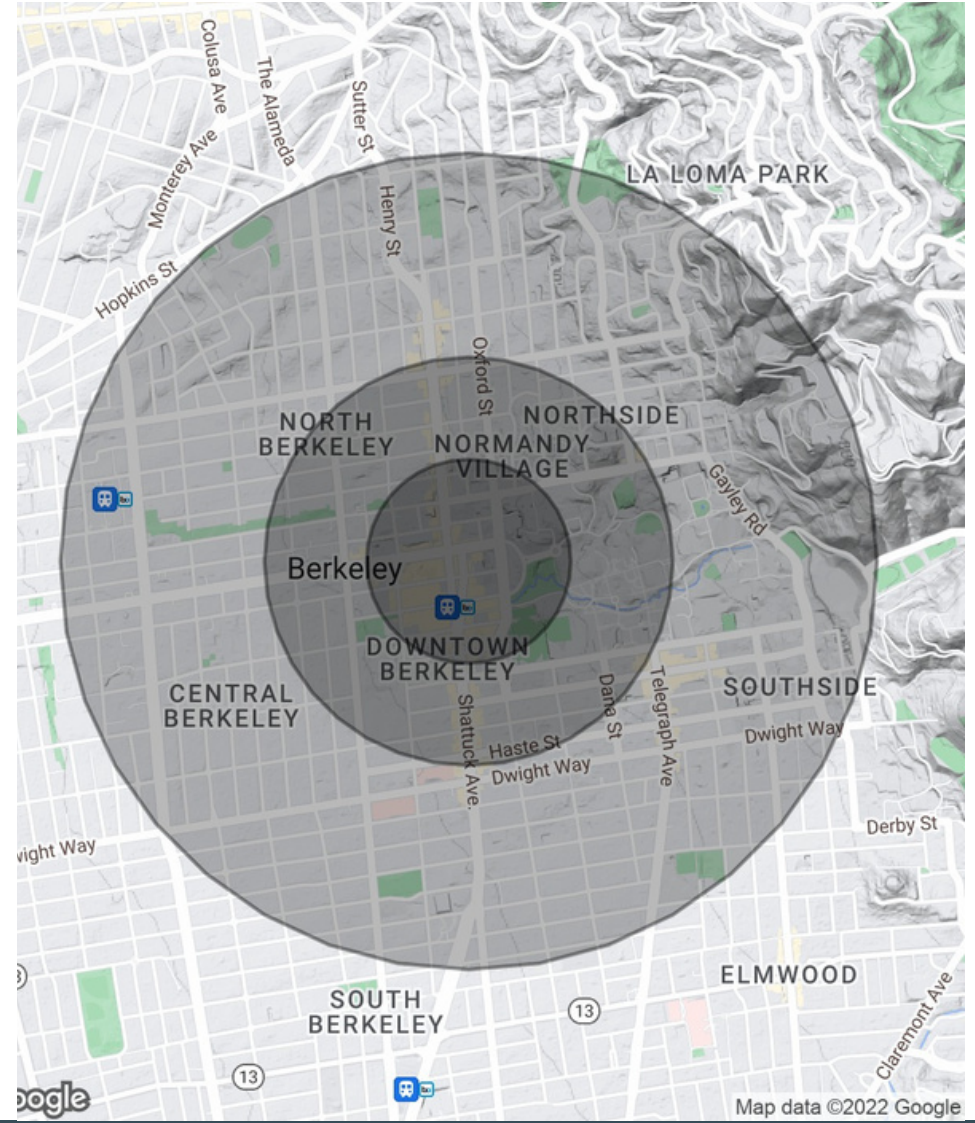 Colusa Ave
The Alameda
Sutter St
Monterey Ave
LA LOMA PARK
Henry St
Hopkins St
Oxford St
NORTH
BERKELEY
NORTHSIDE
NORMANDY
VILLAGE
Gayley Rd
Berkeley
DOWNTOWN
BERKELEY
CENTRAL
BERKELEY
Shattuck Ave.
Dana St
Telegraph Ave
SOUTHSIDE
Haste St
Dwight Way
Dwight Way
Derby St
wight Way
ELMWOOD
SOUTH
BERKELEY
13
13
Claremont Ave
oogle
Map data ©2022 Google